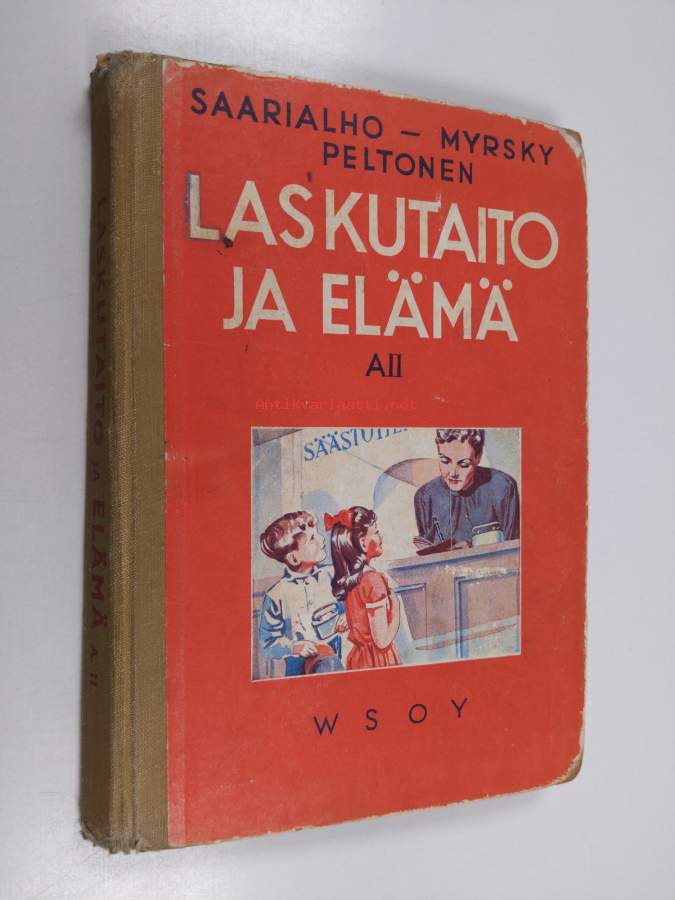 SAARIALHO – MYRSKY
PELTONEN
LASKUTAITO
JA ELÄMÄ
AII
Antikvariaatti.net
WSOY
LASKUTAITO JA ELÄMÄ A II